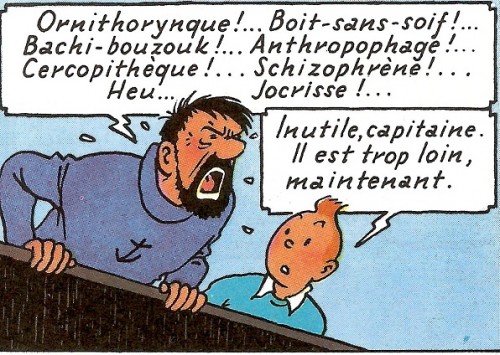 Ornithorynque!... Boit-sans-soif!...
Bachi-bouzouk!... Anthropophage!...
Cercopithèque!... Schizophrène!...
Heu... Jocrisse!...
Inutile, capitaine.
Il est trop loin,
maintenant.